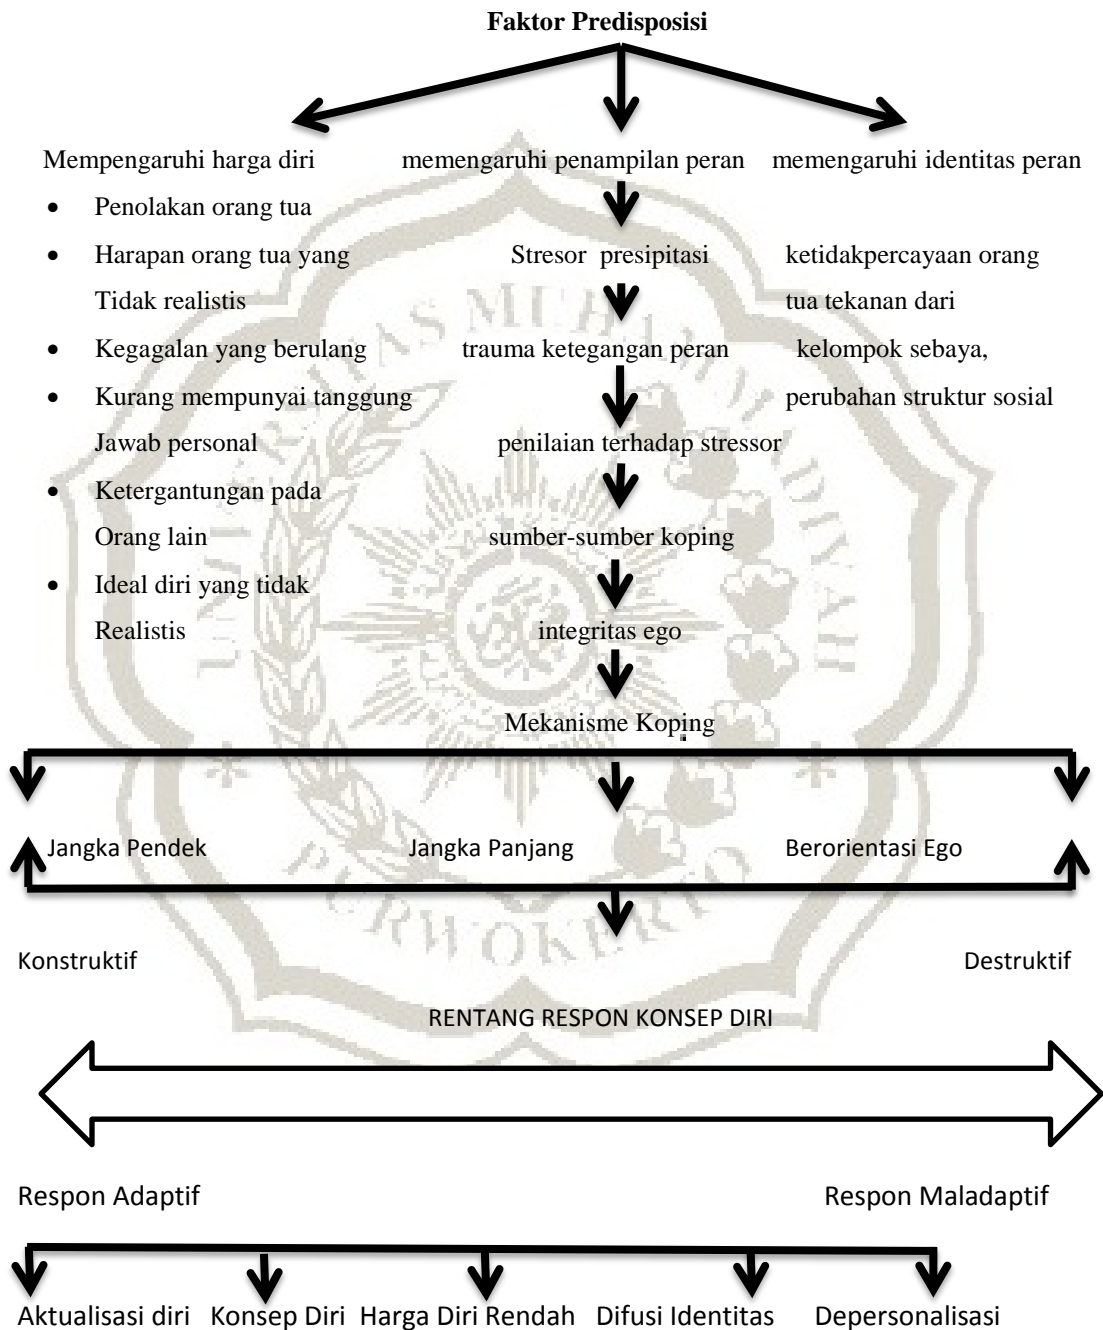 Faktor Predisposisi
Mempengaruhi harga diri memengaruhi penampilan peran memengaruhi identitas peran
• Penolakan orang tua
• Harapan orang tua yang Stresor presipitasi ketidakpercayaan orang
Tidak realistis tua tekanan dari
• Kegagalan yang berulang trauma ketegangan peran kelompok sebaya,
• Kurang mempunyai tanggung perubahan struktur sosial
Jawab personal penilaian terhadap stressor
• Ketergantungan pada
Orang lain sumber-sumber koping
• Ideal diri yang tidak
Realistis integritas ego
Mekanisme Koping
Jangka Pendek Jangka Panjang Berorientasi Ego
Konstruktif Destruktif
RENTANG RESPON KONSEP DIRI
Respon Adaptif Respon Maladaptif
Aktualisasi diri Konsep Diri Harga Diri Rendah Difusi Identitas Depersonalisasi
UNIVERSITAS MUHAMMADIYAH
PURWOKERTO